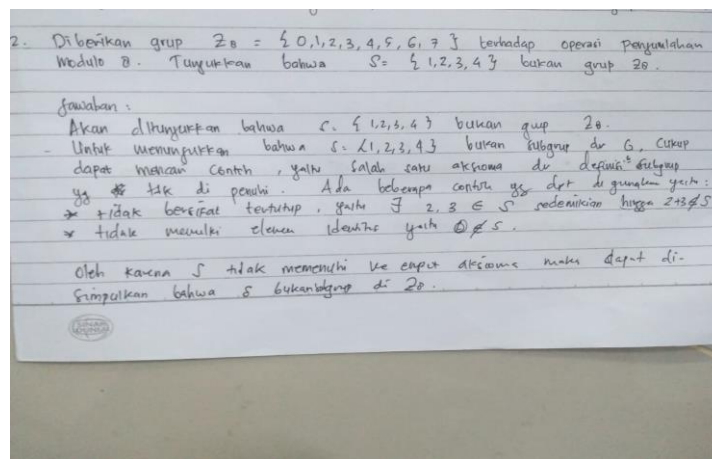 2. Diberikan grup Z8 = { 0,1,2,3,4,5,6,7 } terhadap operasi penjumlahan
modulo 8. Tunjukkan bahwa S = { 1,2,3,4 } bukan grup Z8.
Jawaban :
Akan ditunjukkan bahwa S = { 1,2,3,4 } bukan grup Z8.
- Untuk menunjukkan bahwa S = {1,2,3,4} bukan subgrup dr G, cukup
dapat mencari contoh, yaitu salah satu aksioma dr definisi subgrup
yg tdk di penuhi. Ada beberapa contoh yg dpt di gunakan yaitu :
* tidak bersifat tertutup, yaitu ∃ 2, 3 ∈ S sedemikian hingga 2+3 ∉ S
* tidak memiliki elemen identitas yaitu 0 ∉ S.
Oleh karena S tidak memenuhi ke empat aksioma maka dapat di-
simpulkan bahwa S bukan di Z8.